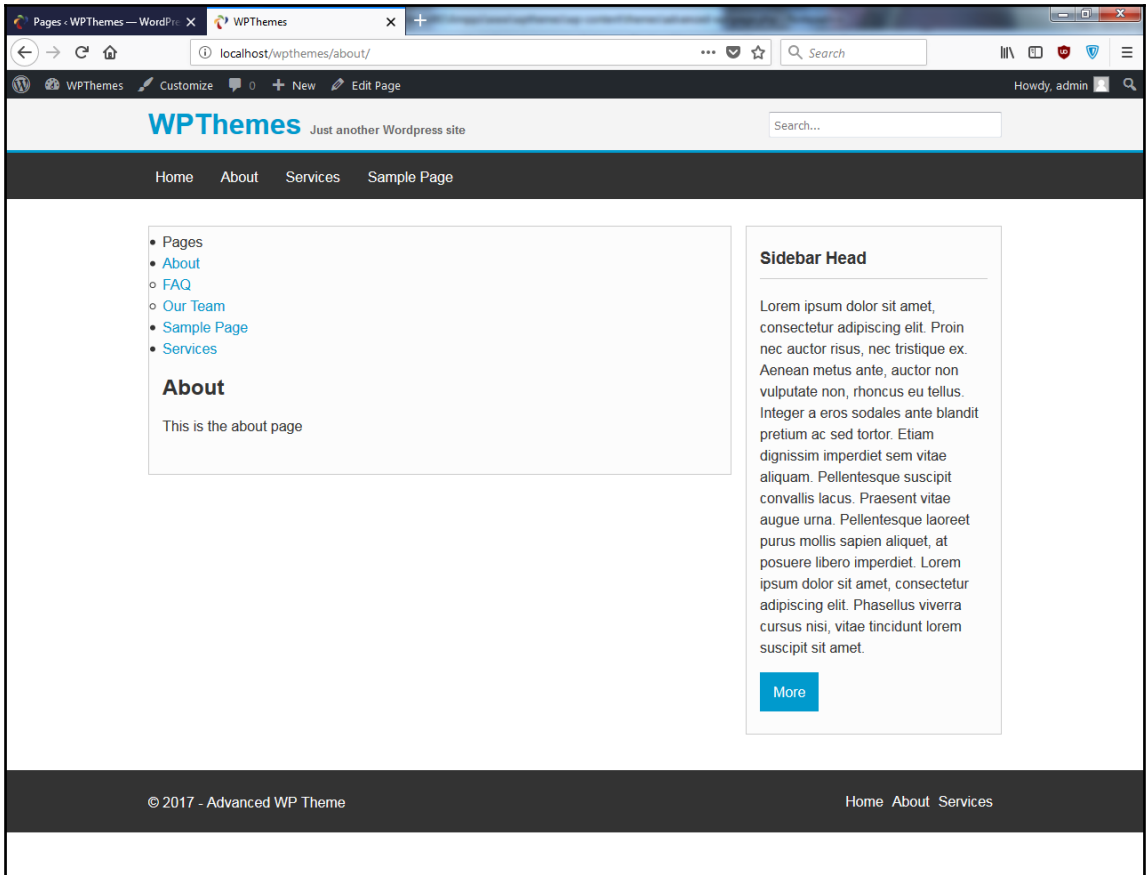 Pages ‹ WPThemes — WordPre
WPThemes
localhost/wpthemes/about/
Search
WPThemes Customize 0 New Edit Page
Howdy, admin
WPThemes Just another Wordpress site
Search...
Home About Services Sample Page
Pages
About
FAQ
Our Team
Sample Page
Services
About
This is the about page
Sidebar Head
Lorem ipsum dolor sit amet,
consectetur adipiscing elit. Proin
nec auctor risus, nec tristique ex.
Aenean metus ante, auctor non
vulputate non, rhoncus eu tellus.
Integer a eros sodales ante blandit
pretium ac sed tortor. Etiam
dignissim imperdiet sem vitae
aliquam. Pellentesque suscipit
convallis lacus. Praesent vitae
augue urna. Pellentesque laoreet
purus mollis sapien aliquet, at
posuere libero imperdiet. Lorem
ipsum dolor sit amet, consectetur
adipiscing elit. Phasellus viverra
cursus nisi, vitae tincidunt lorem
suscipit sit amet.
More
© 2017 - Advanced WP Theme
Home About Services